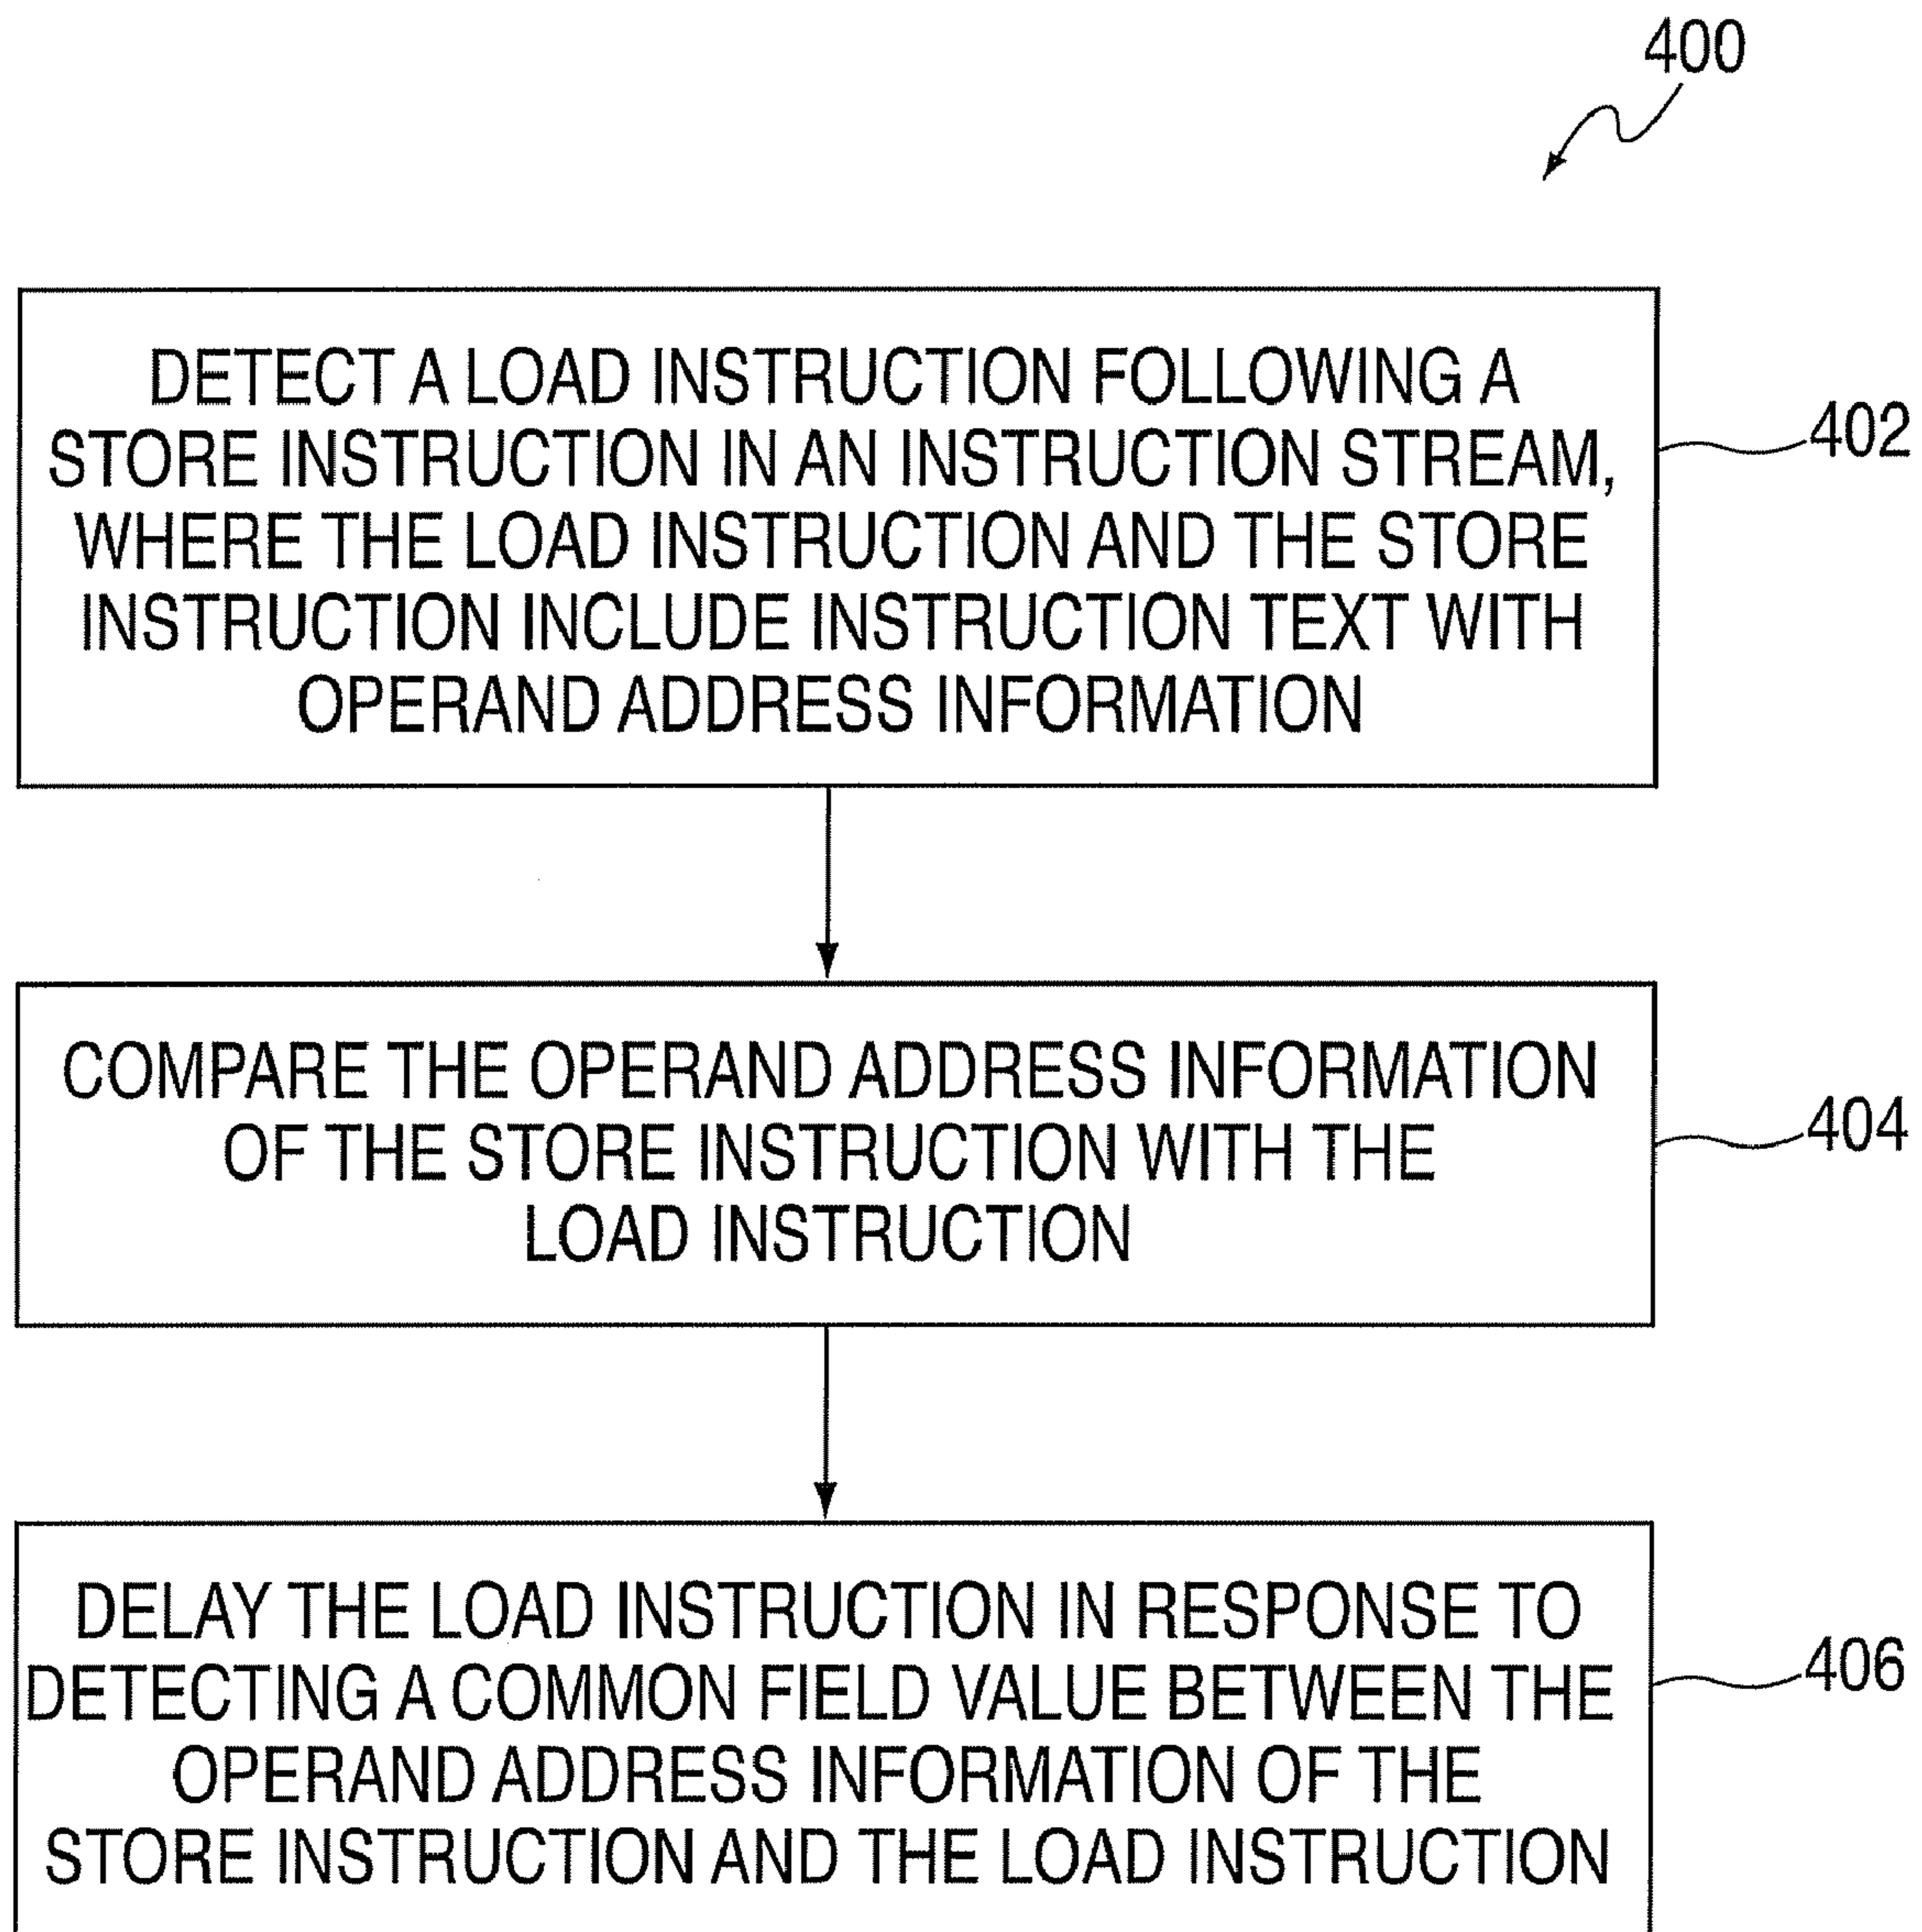 400
DETECT A LOAD INSTRUCTION FOLLOWING A
STORE INSTRUCTION IN AN INSTRUCTION STREAM,
WHERE THE LOAD INSTRUCTION AND THE STORE
INSTRUCTION INCLUDE INSTRUCTION TEXT WITH
OPERAND ADDRESS INFORMATION
402
COMPARE THE OPERAND ADDRESS INFORMATION
OF THE STORE INSTRUCTION WITH THE
LOAD INSTRUCTION
404
DELAY THE LOAD INSTRUCTION IN RESPONSE TO
DETECTING A COMMON FIELD VALUE BETWEEN THE
OPERAND ADDRESS INFORMATION OF THE
STORE INSTRUCTION AND THE LOAD INSTRUCTION
406